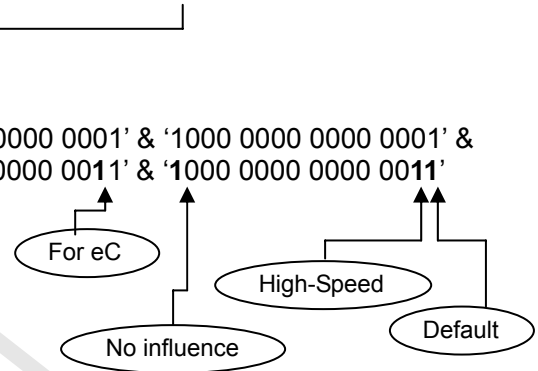 0000 0001’ & ‘1000 0000 0000 0001’ &
0000 0011’ & ‘1000 0000 0000 0011’
For eC
High-Speed
Default
No influence